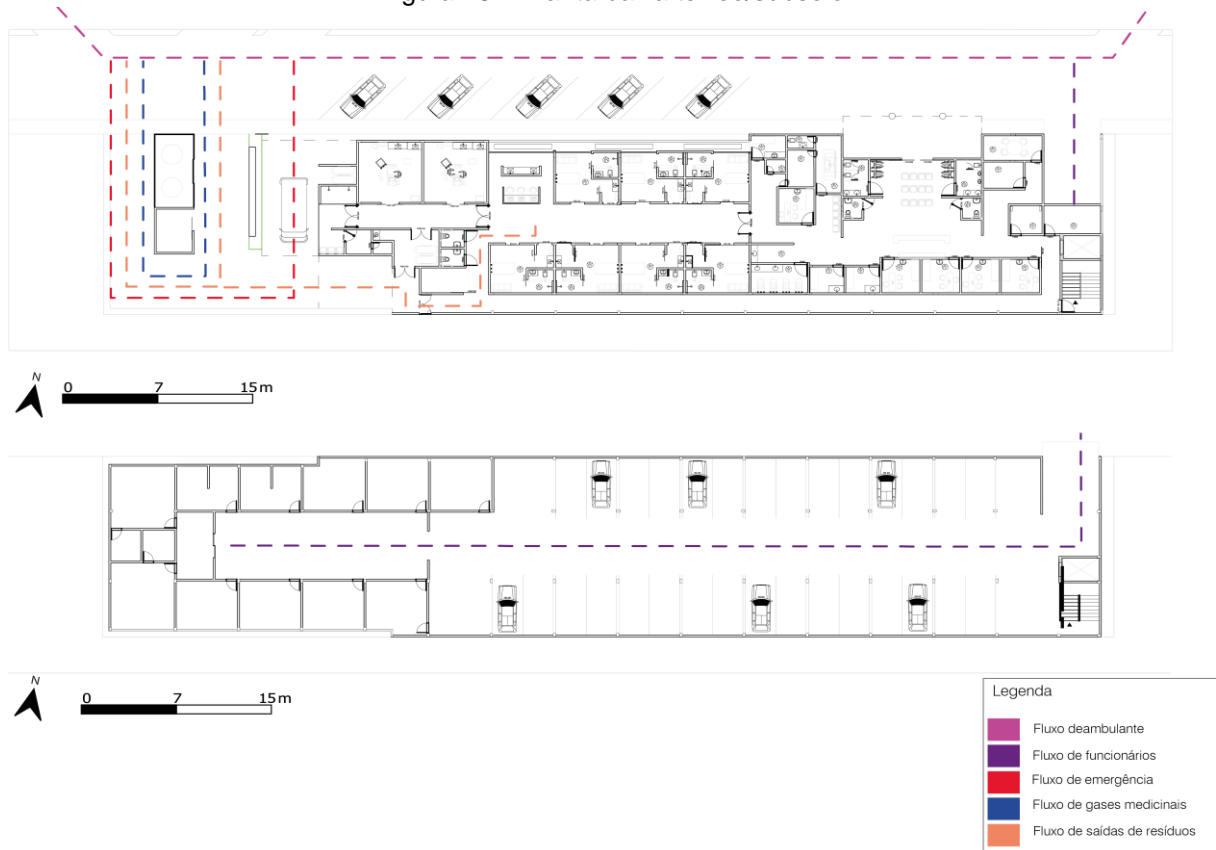 N
0 7 15m
N
0 7 15m
Legenda
Fluxo deambulante
Fluxo de funcionários
Fluxo de emergência
Fluxo de gases medicinais
Fluxo de saídas de resíduos